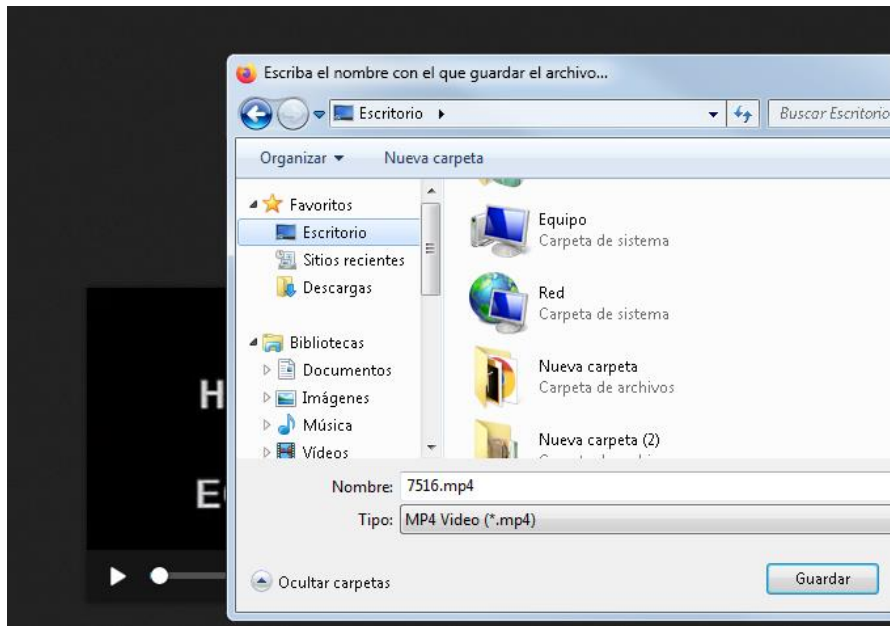 Escriba el nombre con el que guardar el archivo...
Escritorio
Buscar Escritorio
Organizar
Nueva carpeta
Favoritos
Escritorio
Sitios recientes
Descargas
Bibliotecas
Documentos
Imágenes
Música
Vídeos
Equipo
Carpeta de sistema
Red
Carpeta de sistema
Nueva carpeta
Carpeta de archivos
Nueva carpeta (2)
H
E
Nombre: 7516.mp4
Tipo: MP4 Video (*.mp4)
Ocultar carpetas
Guardar